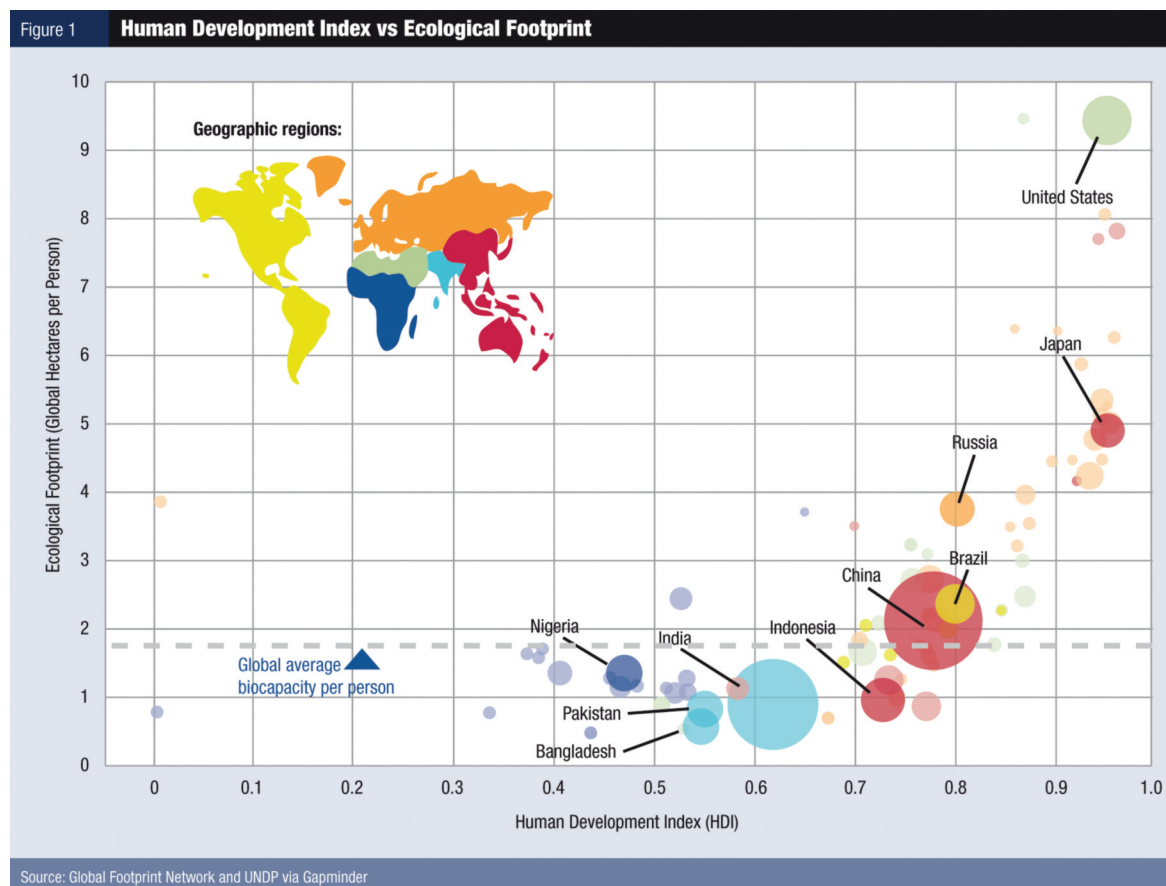 Figure 1
Human Development Index vs Ecological Footprint
Geographic regions:
Ecological Footprint (Global Hectares per Person)
10
9
8
7
6
5
4
3
2
1
0
United States
Japan
Russia
Brazil
China
Indonesia
India
Nigeria
Pakistan
Bangladesh
Global average
biocapacity per person
0 0.1 0.2 0.3 0.4 0.5 0.6 0.7 0.8 0.9 1.0
Human Development Index (HDI)
Source: Global Footprint Network and UNDP via Gapminder